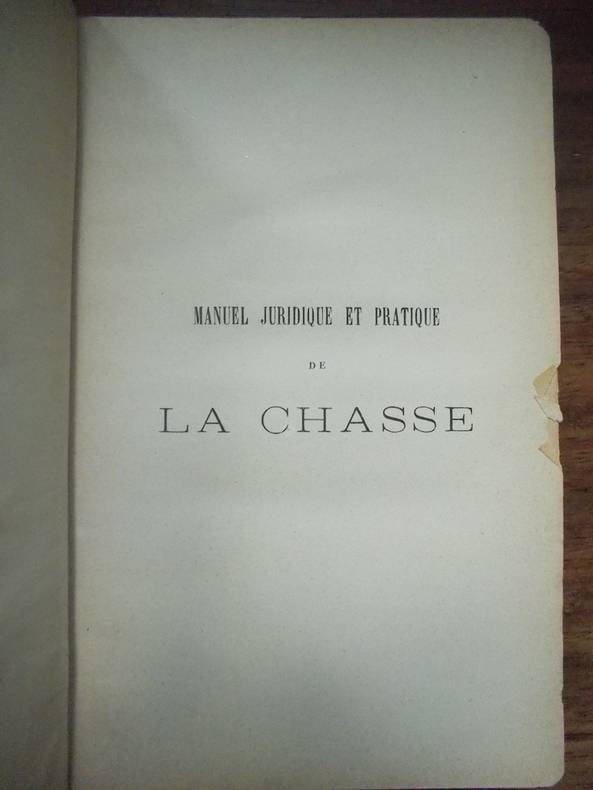 MANUEL JURIDIQUE ET PRATIQUE
DE
LA CHASSE